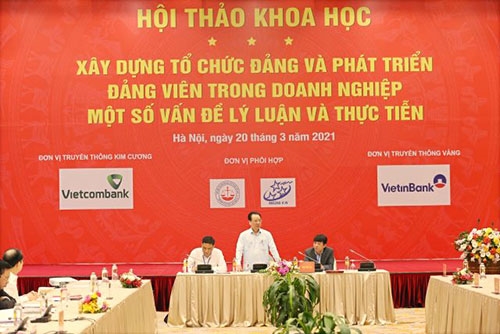 HỘI THẢO KHOA HỌC
XÂY DỰNG TỔ CHỨC ĐẢNG VÀ PHÁT TRIỂN
ĐẢNG VIÊN TRONG DOANH NGHIỆP
MỘT SỐ VẤN ĐỀ LÝ LUẬN VÀ THỰC TIỄN
Hà Nội, ngày 20 tháng 3 năm 2021
ĐƠN VỊ TRUYỀN THÔNG KIM CƯƠNG
ĐƠN VỊ PHỐI HỢP
ĐƠN VỊ TRUYỀN THÔNG VÀNG
Vietcombank
VietinBank